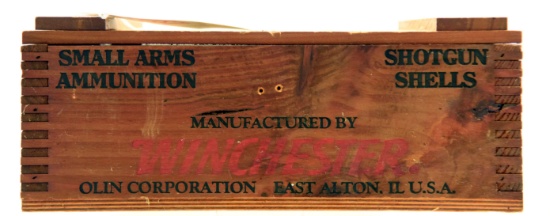 SMALL ARMS
AMMUNITION
SHOTGUN
SHELLS
MANUFACTURED BY
WINCHESTER.
OLIN CORPORATION, EAST ALTON, IL U.S.A.